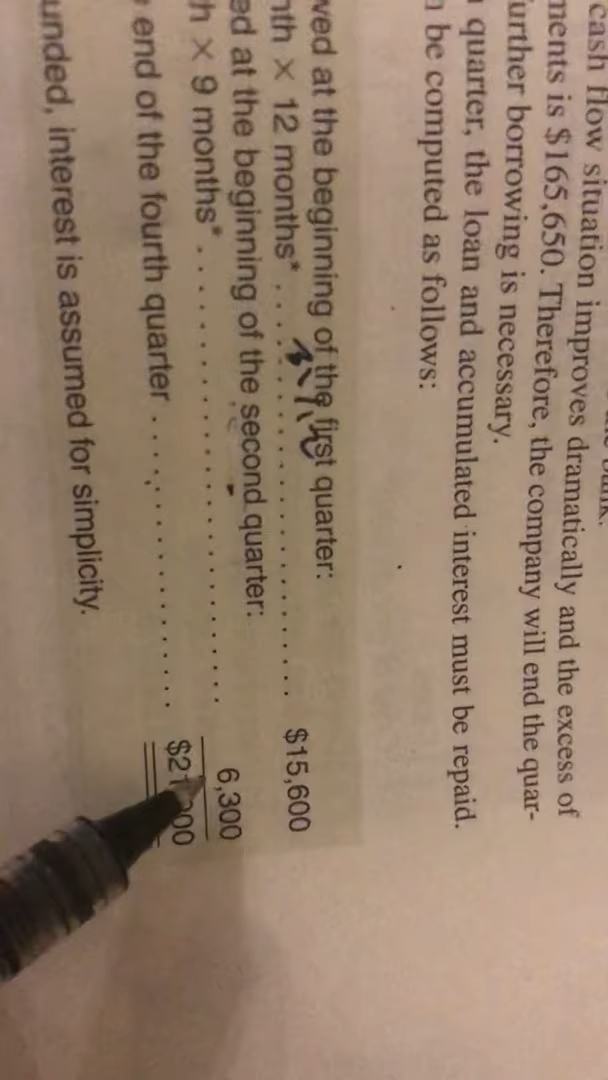 cash flow situation improves dramatically and the excess of
ments is $165,650. Therefore, the company will end the quar-
urther borrowing is necessary.
quarter, the loan and accumulated interest must be repaid.
be computed as follows:
ved at the beginning of the first quarter:
nth × 12 months* . . . . . . . . . . . . . . . . . . . . . . . . $15,600
ed at the beginning of the second quarter:
th × 9 months* . . . . . . . . . . . . . . . . . . . . . . . . 6,300
end of the fourth quarter . . . . . . . . . . . . . . . . .
unded, interest is assumed for simplicity.